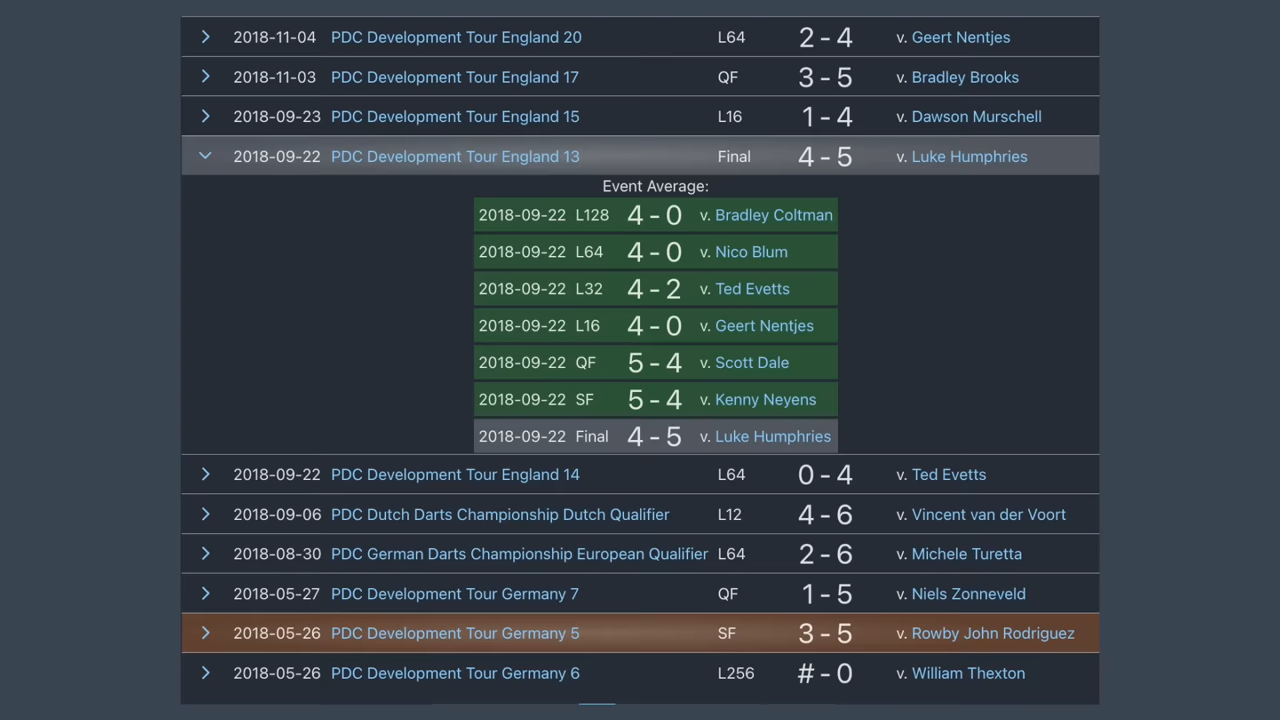 2018-11-04 PDC Development Tour England 20 L64 2 - 4 v. Geert Nentjes
2018-11-03 PDC Development Tour England 17 QF 3 - 5 v. Bradley Brooks
2018-09-23 PDC Development Tour England 15 L16 1 - 4 v. Dawson Murschell
2018-09-22 PDC Development Tour England 13 Final 4 - 5 v. Luke Humphries
Event Average:
2018-09-22 L128 4 - 0 v. Bradley Coltman
2018-09-22 L64 4 - 0 v. Nico Blum
2018-09-22 L32 4 - 2 v. Ted Evetts
2018-09-22 L16 4 - 0 v. Geert Nentjes
2018-09-22 QF 5 - 4 v. Scott Dale
2018-09-22 SF 5 - 4 v. Kenny Neyens
2018-09-22 Final 4 - 5 v. Luke Humphries
2018-09-22 PDC Development Tour England 14 L64 0 - 4 v. Ted Evetts
2018-09-06 PDC Dutch Darts Championship Dutch Qualifier L12 4 - 6 v. Vincent van der Voort
2018-08-30 PDC German Darts Championship European Qualifier L64 2 - 6 v. Michele Turetta
2018-05-27 PDC Development Tour Germany 7 QF 1 - 5 v. Niels Zonneveld
2018-05-26 PDC Development Tour Germany 5 SF 3 - 5 v. Rowby John Rodriguez
2018-05-26 PDC Development Tour Germany 6 L256 # - 0 v. William Thexton